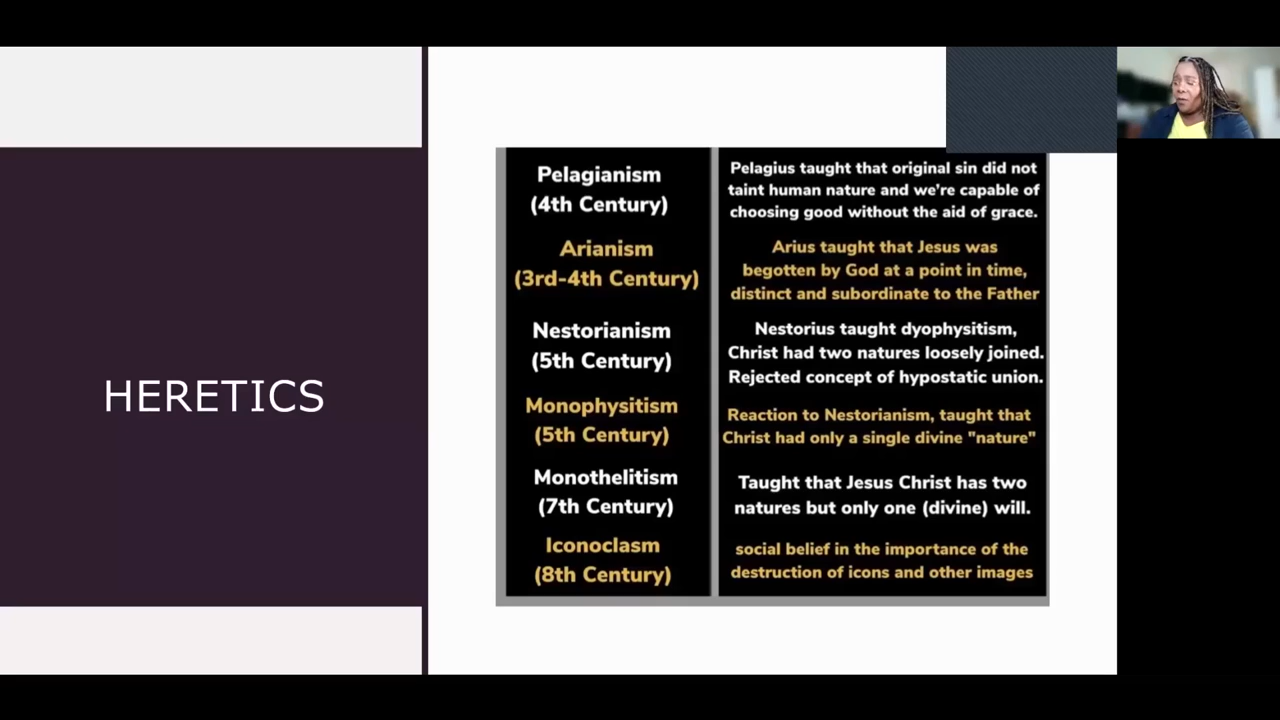 HERETICS
Pelagianism
(4th Century)
Pelagius taught that original sin did not
taint human nature and we're capable of
choosing good without the aid of grace.
Arianism
(3rd-4th Century)
Arius taught that Jesus was
begotten by God at a point in time,
distinct and subordinate to the Father
Nestorianism
(5th Century)
Nestorius taught dyophysitism,
Christ had two natures loosely joined.
Rejected concept of hypostatic union.
Monophysitism
(5th Century)
Reaction to Nestorianism, taught that
Christ had only a single divine "nature"
Monothelitism
(7th Century)
Taught that Jesus Christ has two
natures but only one (divine) will.
Iconoclasm
(8th Century)
social belief in the importance of the
destruction of icons and other images